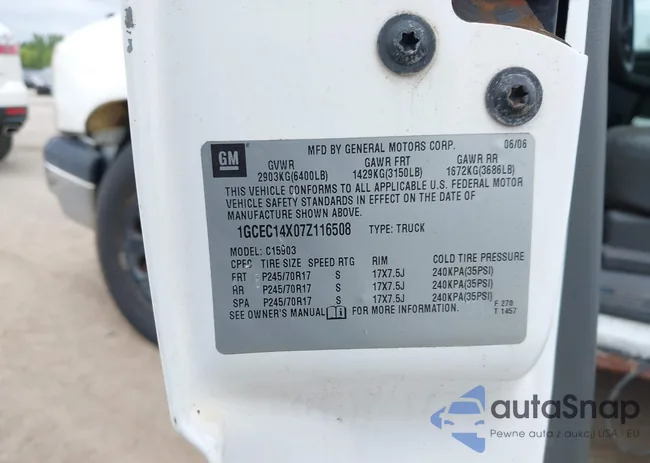 GM
MFD BY GENERAL MOTORS CORP. 06/06
GVWR GAWR FRT GAWR RR
2903KG(6400LB) 1429KG(3150LB) 1672KG(3686LB)
THIS VEHICLE CONFORMS TO ALL APPLICABLE U.S. FEDERAL MOTOR
VEHICLE SAFETY STANDARDS IN EFFECT ON THE DATE OF
MANUFACTURE SHOWN ABOVE.
1GCEC14X07Z116508 TYPE: TRUCK
MODEL: C15903
TIRE SIZE SPEED RTG RIM COLD TIRE PRESSURE
FRT P245/70R17 S 17X7.5J 240KPA(35PSI)
RR P245/70R17 S 17X7.5J 240KPA(35PSI)
SPA P245/70R17 S 17X7.5J 240KPA(35PSI)
SEE OWNER'S MANUAL FOR MORE INFORMATION.
F 270
T 1457
autoSnap
Pewne auta z aukcji USA i EU